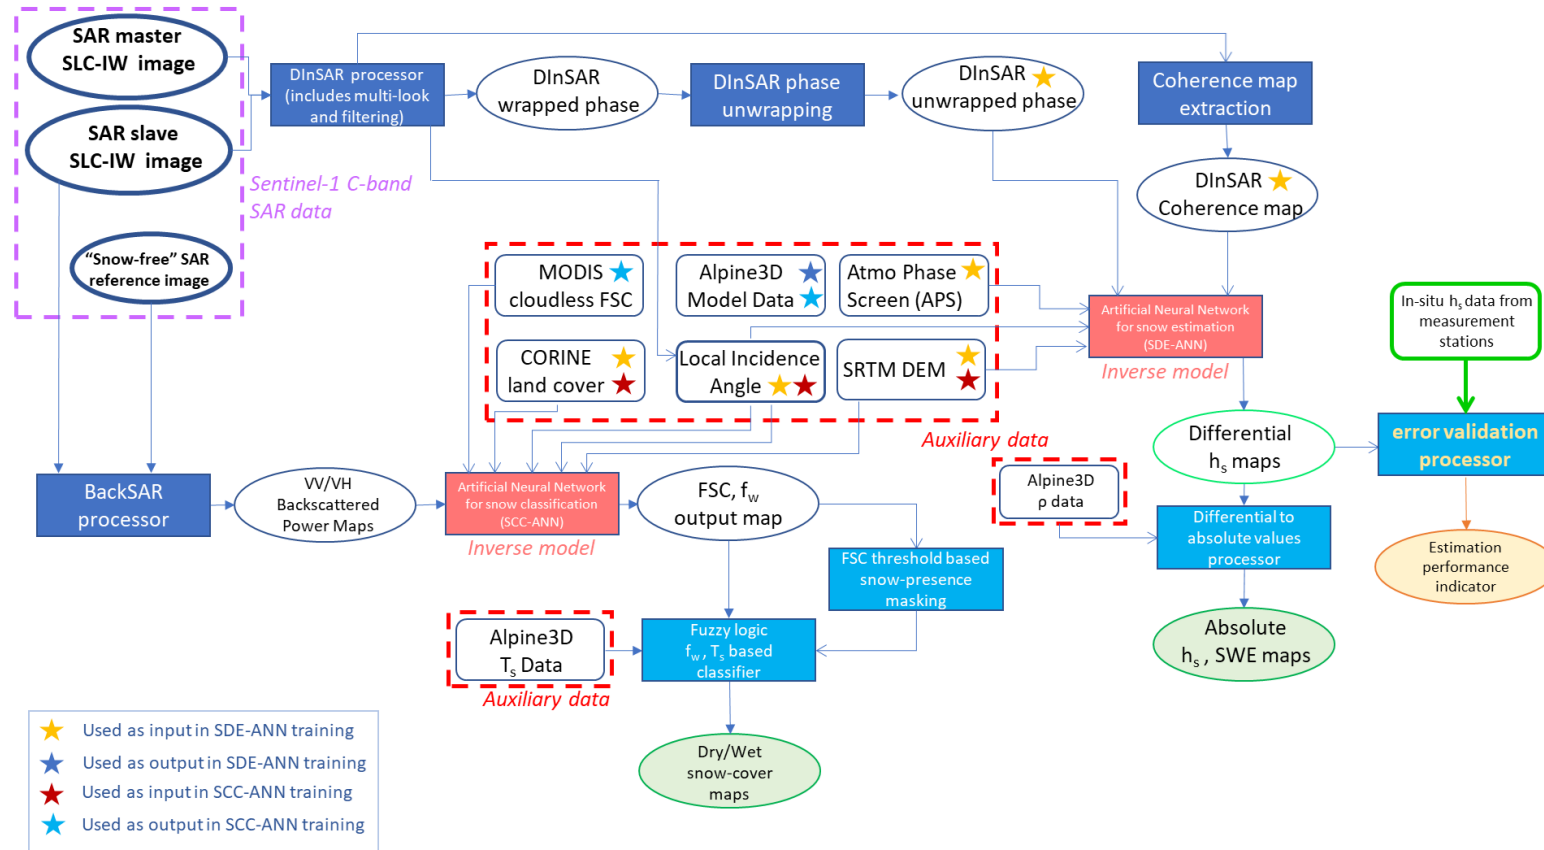 SAR master
SLC-IW image
SAR slave
SLC-IW image
Sentinel-1 C-band
SAR data
“Snow-free” SAR
reference image
DInSAR processor
(includes multi-look
and filtering)
DInSAR
wrapped phase
DInSAR phase
unwrapping
DInSAR
unwrapped phase
Coherence map
extraction
DInSAR
Coherence map
MODIS
cloudless FSC
Alpine3D
Model Data
Atmo Phase
Screen (APS)
CORINE
land cover
Local Incidence
Angle
SRTM DEM
Auxiliary data
Artificial Neural Network
for snow estimation
(SDE-ANN)
Inverse model
In-situ hs data from
measurement
stations
Differential
hs maps
error validation
processor
Alpine3D
ρ data
Differential to
absolute values
processor
Estimation
performance
indicator
Absolute
hs , SWE maps
BackSAR
processor
VV/VH
Backscattered
Power Maps
Artificial Neural Network
for snow classification
(SCC-ANN)
Inverse model
FSC, fw
output map
FSC threshold based
snow-presence
masking
Alpine3D
Ts Data
Auxiliary data
Fuzzy logic
fw , Ts based
classifier
Dry/Wet
snow-cover
maps
Used as input in SDE-ANN training
Used as output in SDE-ANN training
Used as input in SCC-ANN training
Used as output in SCC-ANN training